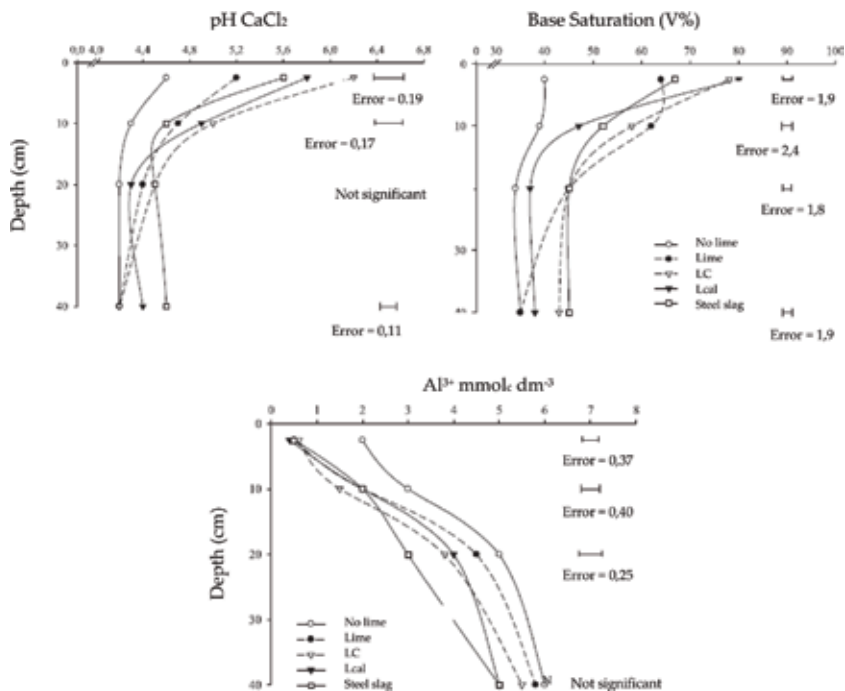 pH CaCl₂
0,0 4,0 4,4 4,8 5,2 5,6 6,0 6,4 6,8
0
10
20
30
40
Depth (cm)
Error = 0.19
Error = 0,17
Not significant
Error = 0,11
Base Saturation (V%)
0 30 40 50 60 70 80 90 100
0
10
20
30
40
Depth (cm)
Error = 1,9
Error = 2,4
Error = 1,8
Error = 1,9
No lime
Lime
LC
Lcal
Steel slag
Al³⁺ mmolc dm⁻³
0 1 2 3 4 5 6 7 8
0
10
20
30
40
Depth (cm)
Error = 0,37
Error = 0,40
Error = 0,25
Not significant
No lime
Lime
LC
Lcal
Steel slag